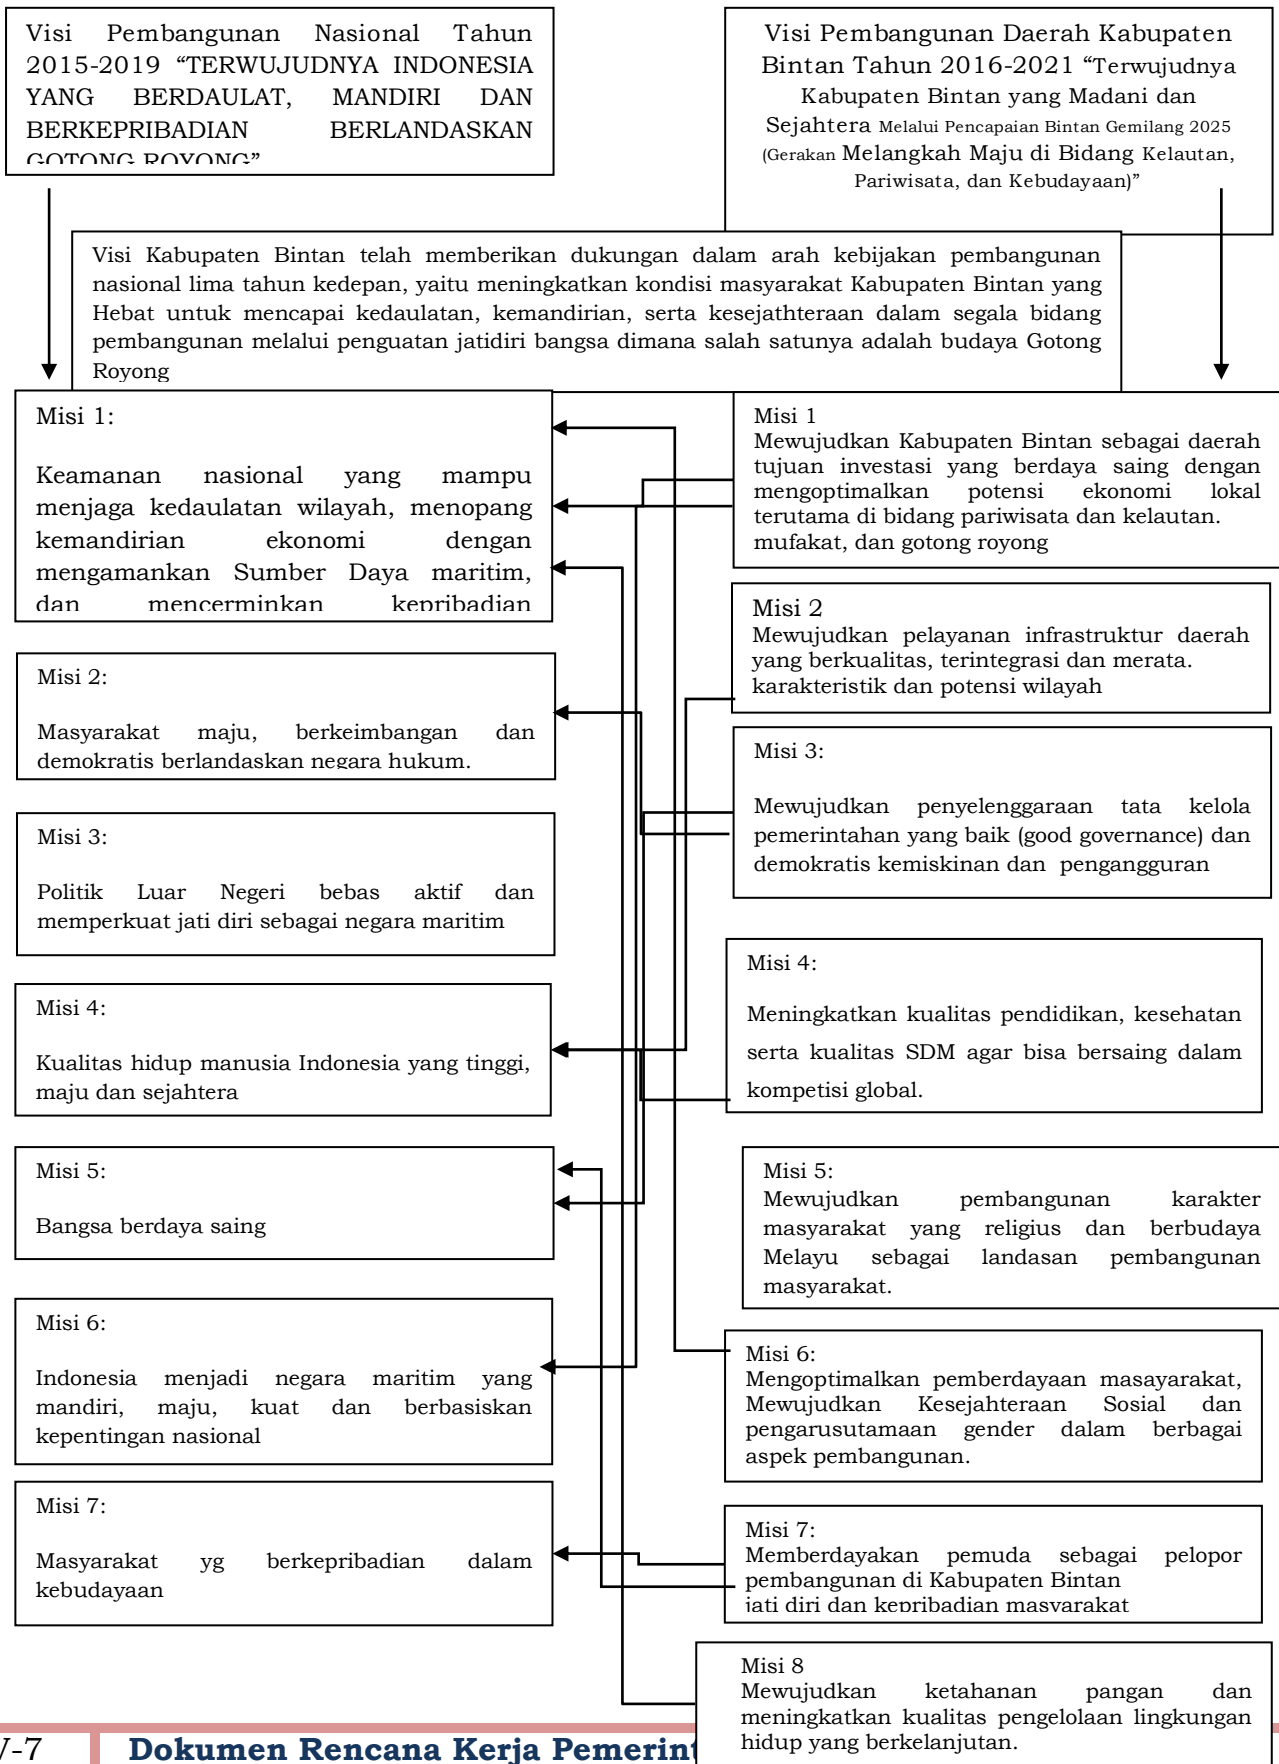 Visi Pembangunan Nasional Tahun
2015-2019 “TERWUJUDNYA INDONESIA
YANG BERDAULAT, MANDIRI DAN
BERKEPRIBADIAN BERLANDASKAN
GOTONG ROYONG”
Visi Pembangunan Daerah Kabupaten
Bintan Tahun 2016-2021 “Terwujudnya
Kabupaten Bintan yang Madani dan
Sejahtera Melalui Pencapaian Bintan Gemilang 2025
(Gerakan Melangkah Maju di Bidang Kelautan,
Pariwisata, dan Kebudayaan)”
Visi Kabupaten Bintan telah memberikan dukungan dalam arah kebijakan pembangunan
nasional lima tahun kedepan, yaitu meningkatkan kondisi masyarakat Kabupaten Bintan yang
Hebat untuk mencapai kedaulatan, kemandirian, serta kesejathteraan dalam segala bidang
pembangunan melalui penguatan jatidiri bangsa dimana salah satunya adalah budaya Gotong
Royong
Misi 1:
Keamanan nasional yang mampu
menjaga kedaulatan wilayah, menopang
kemandirian ekonomi dengan
mengamankan Sumber Daya maritim,
dan mencerminkan kepribadian
Misi 2:
Masyarakat maju, berkeimbangan dan
demokratis berlandaskan negara hukum.
Misi 3:
Politik Luar Negeri bebas aktif dan
memperkuat jati diri sebagai negara maritim
Misi 4:
Kualitas hidup manusia Indonesia yang tinggi,
maju dan sejahtera
Misi 5:
Bangsa berdaya saing
Misi 6:
Indonesia menjadi negara maritim yang
mandiri, maju, kuat dan berbasiskan
kepentingan nasional
Misi 7:
Masyarakat yg berkepribadian dalam
kebudayaan
Misi 1
Mewujudkan Kabupaten Bintan sebagai daerah
tujuan investasi yang berdaya saing dengan
mengoptimalkan potensi ekonomi lokal
terutama di bidang pariwisata dan kelautan.
mufakat, dan gotong royong
Misi 2
Mewujudkan pelayanan infrastruktur daerah
yang berkualitas, terintegrasi dan merata.
karakteristik dan potensi wilayah
Misi 3:
Mewujudkan penyelenggaraan tata kelola
pemerintahan yang baik (good governance) dan
demokratis kemiskinan dan pengangguran
Misi 4:
Meningkatkan kualitas pendidikan, kesehatan
serta kualitas SDM agar bisa bersaing dalam
kompetisi global.
Misi 5:
Mewujudkan pembangunan karakter
masyarakat yang religius dan berbudaya
Melayu sebagai landasan pembangunan
masyarakat.
Misi 6:
Mengoptimalkan pemberdayaan masayarakat,
Mewujudkan Kesejahteraan Sosial dan
pengarusutamaan gender dalam berbagai
aspek pembangunan.
Misi 7:
Memberdayakan pemuda sebagai pelopor
pembangunan di Kabupaten Bintan
jati diri dan kepribadian masyarakat
Misi 8
Mewujudkan ketahanan pangan dan
meningkatkan kualitas pengelolaan lingkungan
hidup yang berkelanjutan.
V-7
Dokumen Rencana Kerja Pemerint